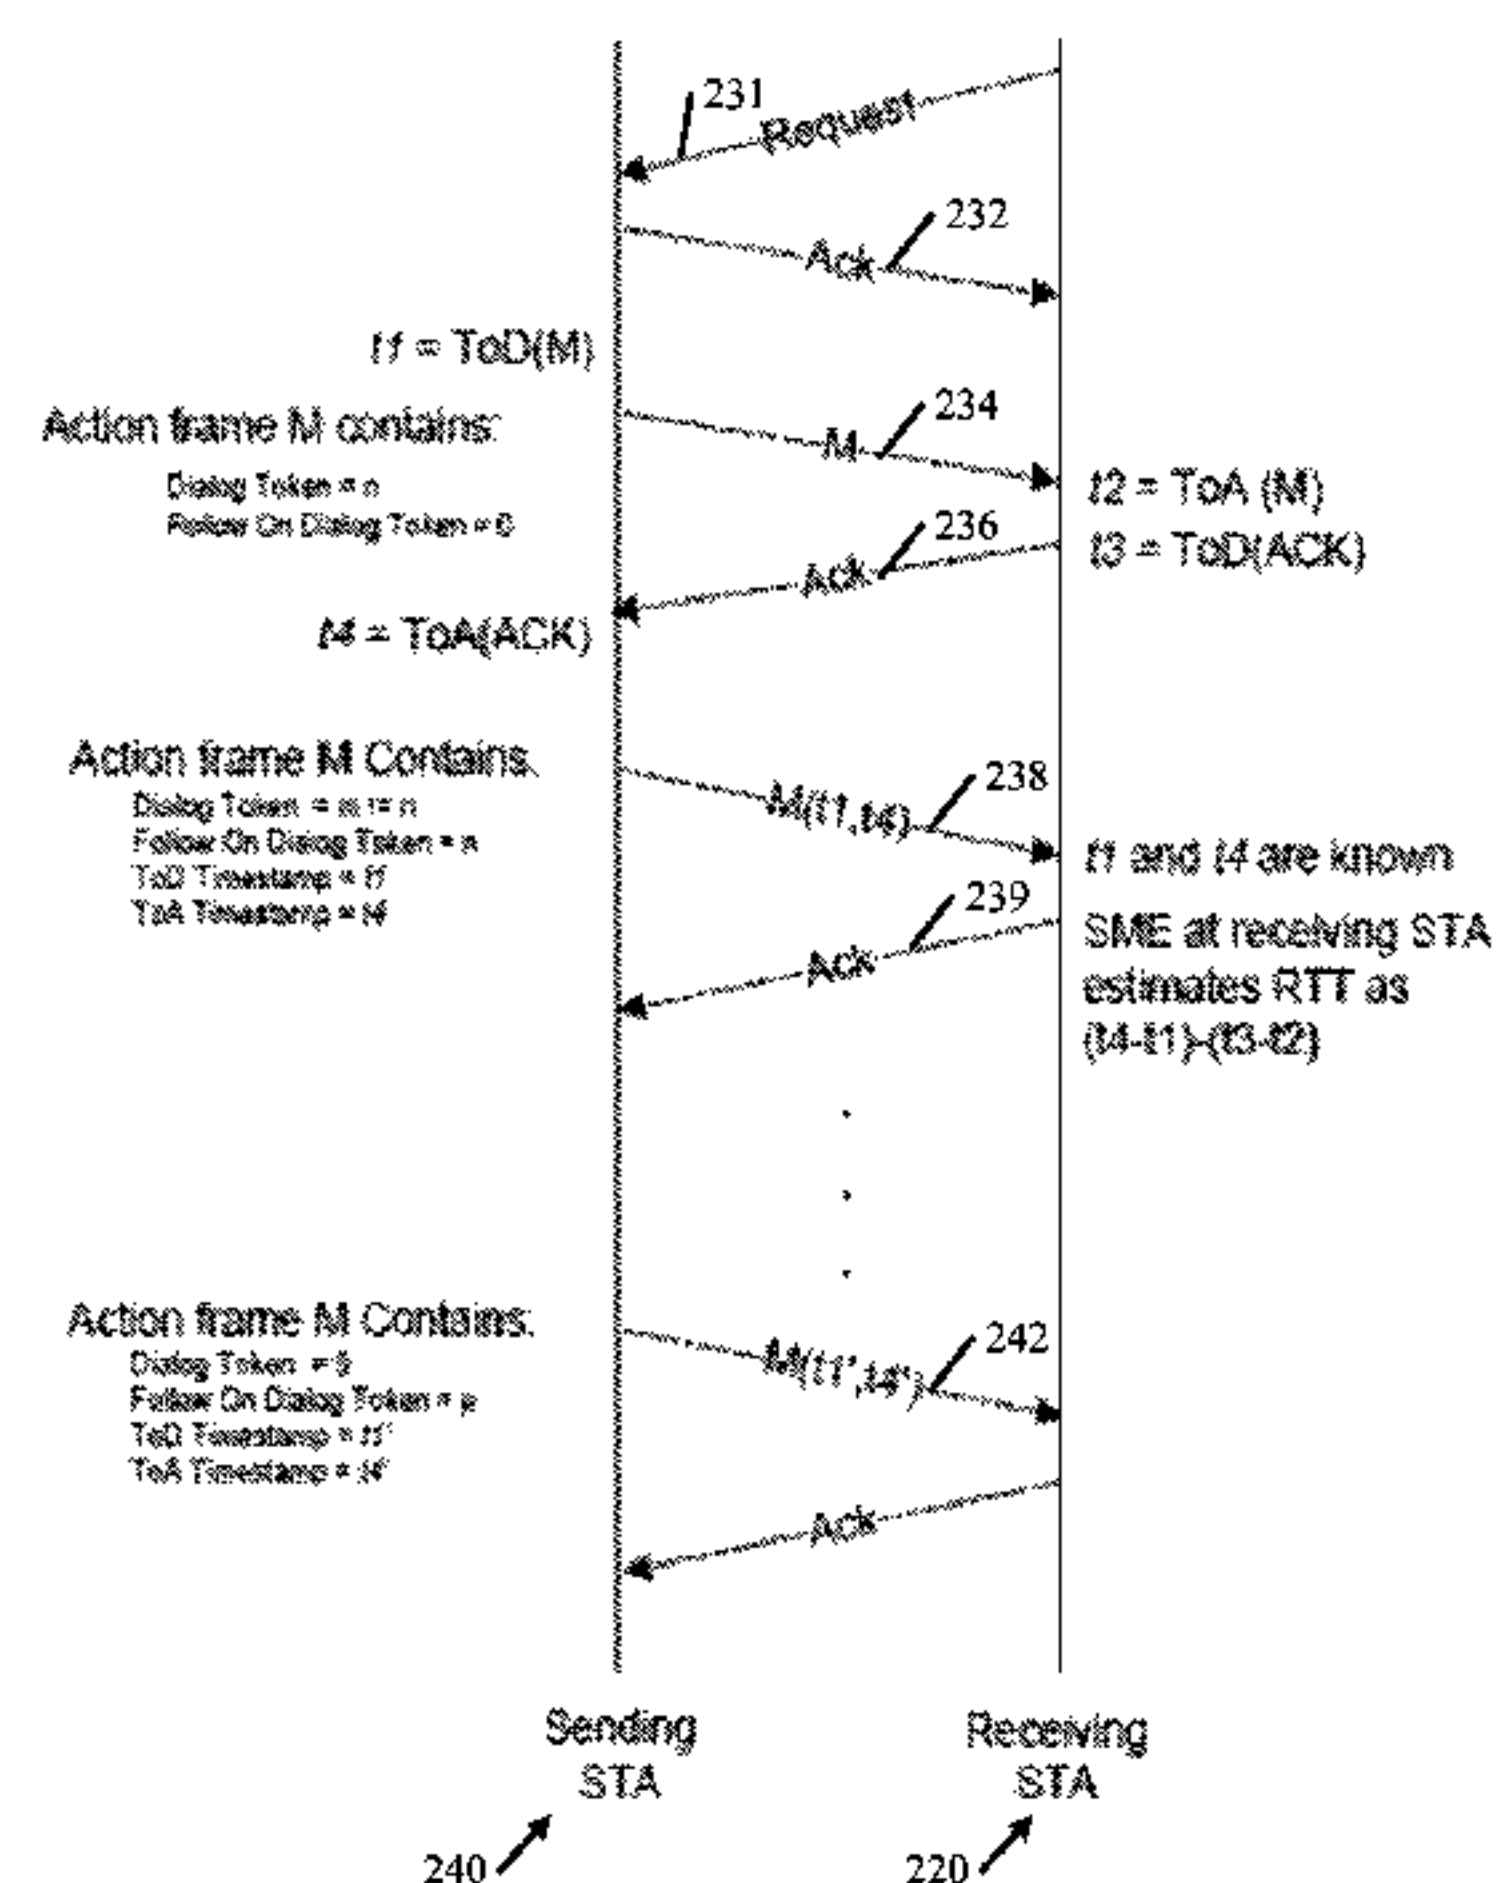 231
Request
232
Ack
t1 = ToD(M)
Action frame M contains:
Dialog Token = n
Follow On Dialog Token = 0
234
M
t2 = ToA (M)
236
Ack
t3 = ToD(ACK)
t4 = ToA(ACK)
Action frame M Contains:
Dialog Token = m != n
Follow On Dialog Token = n
ToD Timestamp = t1
ToA Timestamp = t4
238
M(t1,t4)
t1 and t4 are known
239
Ack
SME at receiving STA
estimates RTT as
(t4-t1)-(t3-t2)
Action frame M Contains:
Dialog Token =
Follow On Dialog Token = p
ToD Timestamp = t1'
ToA Timestamp = t4'
242
M(t1',t4')
Ack
Sending
STA
Receiving
STA
240
220